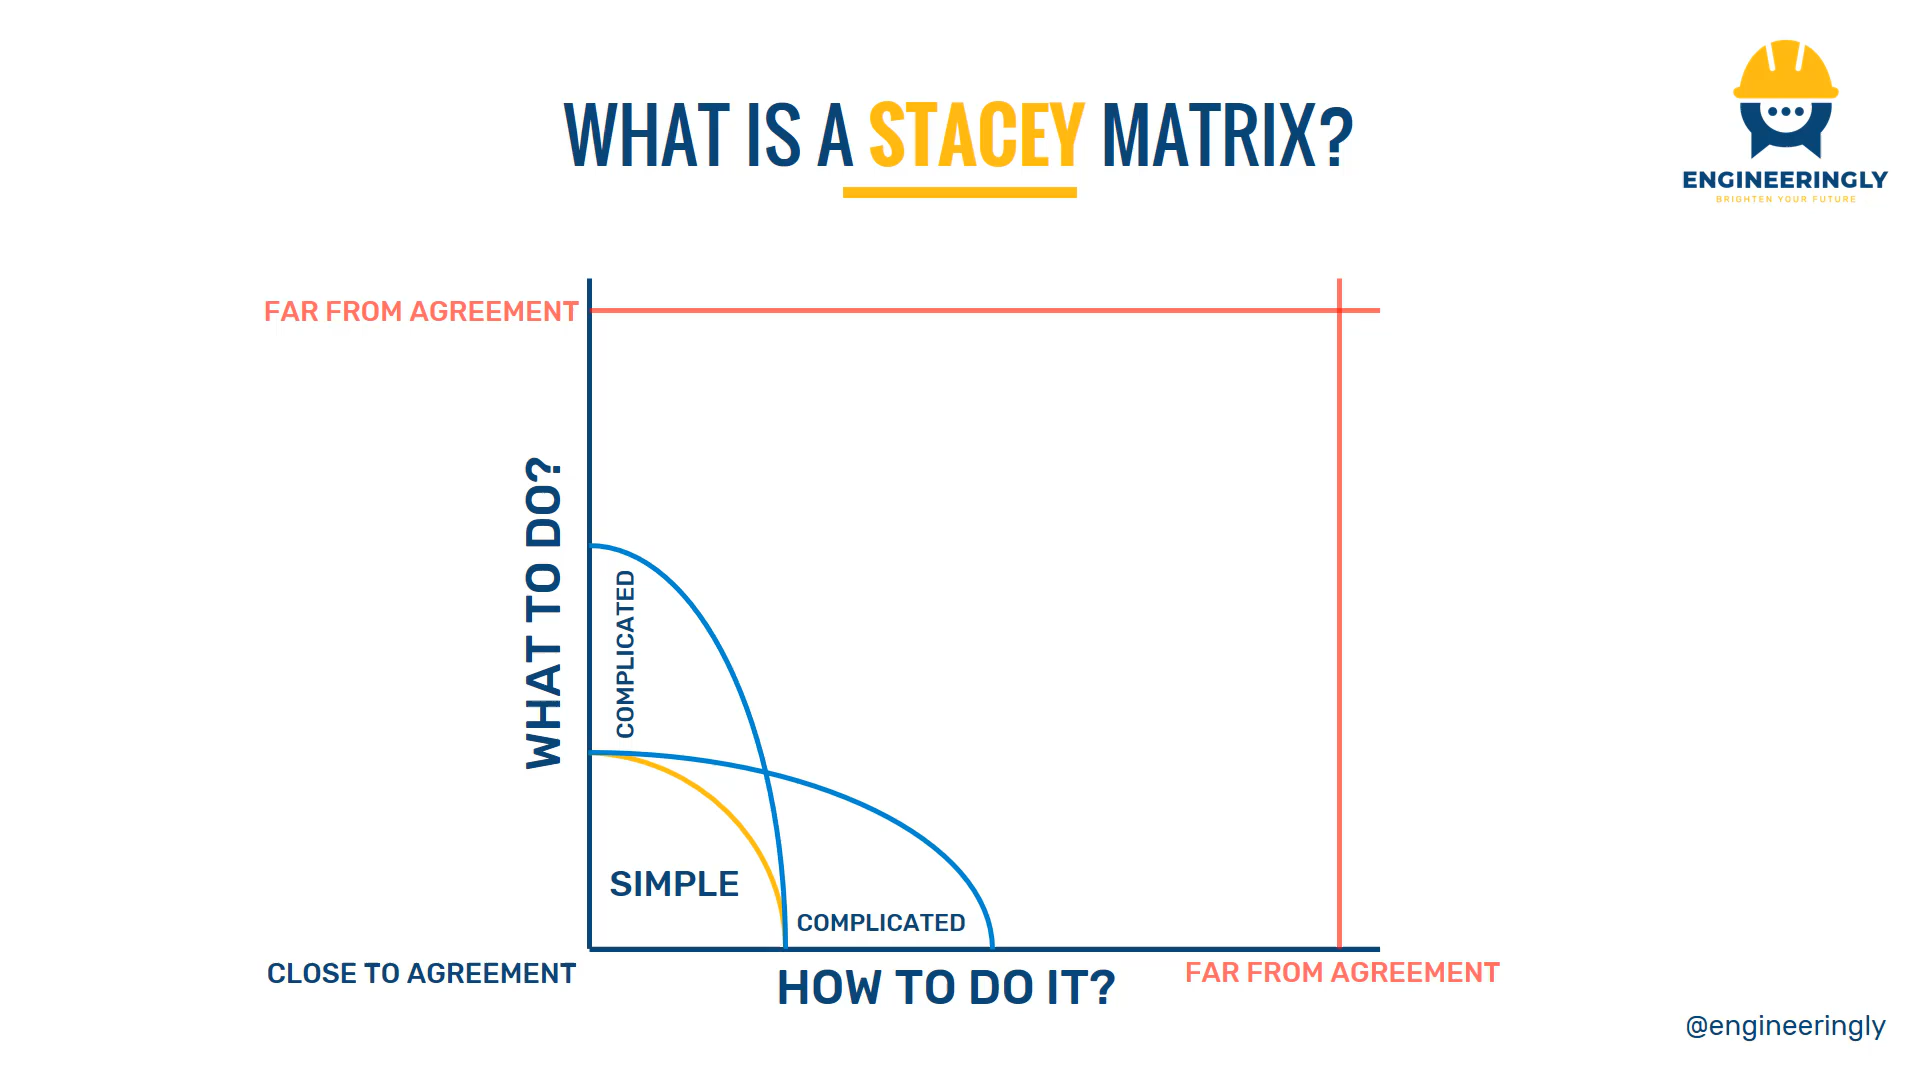 WHAT IS A STACEY MATRIX?
ENGINEERINGLY
BRIGHTEN YOUR FUTURE
FAR FROM AGREEMENT
WHAT TO DO?
COMPLICATED
SIMPLE
COMPLICATED
CLOSE TO AGREEMENT
HOW TO DO IT?
FAR FROM AGREEMENT
@engineeringly